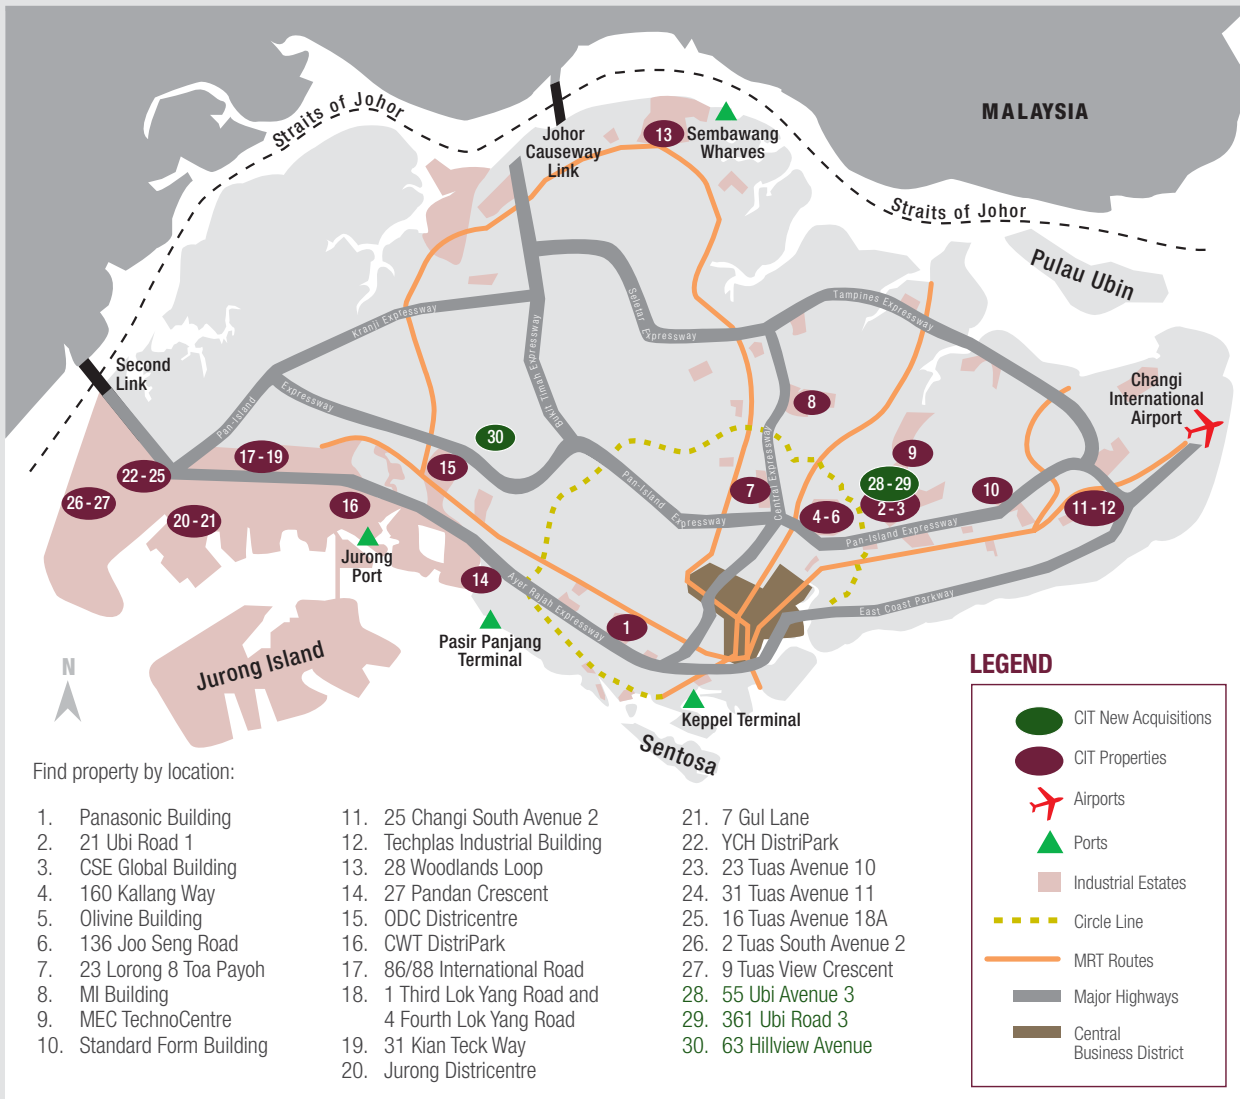 MALAYSIA
Straits of Johor
Johor
Causeway
Link
13
Sembawang
Wharves
Straits of Johor
Pulau Ubin
Seletar Expressway
Tampines Expressway
Kranji Expressway
Bukit Timah Expressway
Second
Link
Changi
International
Airport
Pan-Island Expressway
8
30
17 - 19
15
9
22 - 25
28 - 29
26 - 27
16
7
Central Expressway
2 - 3
10
20 - 21
4 - 6
11 - 12
Pan-Island Expressway
Pan-Island Expressway
Jurong
Port
14
Ayer Rajah Expressway
East Coast Parkway
1
Pasir Panjang
Terminal
Jurong Island
N
Keppel Terminal
Sentosa
LEGEND
CIT New Acquisitions
CIT Properties
Airports
Ports
Industrial Estates
Circle Line
MRT Routes
Major Highways
Central
Business District
Find property by location:
1. Panasonic Building
2. 21 Ubi Road 1
3. CSE Global Building
4. 160 Kallang Way
5. Olivine Building
6. 136 Joo Seng Road
7. 23 Lorong 8 Toa Payoh
8. MI Building
9. MEC TechnoCentre
10. Standard Form Building
11. 25 Changi South Avenue 2
12. Techplas Industrial Building
13. 28 Woodlands Loop
14. 27 Pandan Crescent
15. ODC Districentre
16. CWT DistriPark
17. 86/88 International Road
18. 1 Third Lok Yang Road and
4 Fourth Lok Yang Road
19. 31 Kian Teck Way
20. Jurong Districentre
21. 7 Gul Lane
22. YCH DistriPark
23. 23 Tuas Avenue 10
24. 31 Tuas Avenue 11
25. 16 Tuas Avenue 18A
26. 2 Tuas South Avenue 2
27. 9 Tuas View Crescent
28. 55 Ubi Avenue 3
29. 361 Ubi Road 3
30. 63 Hillview Avenue